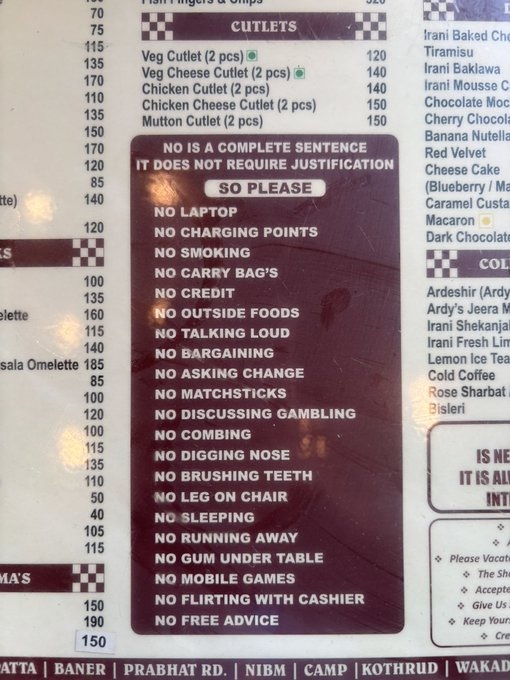 70
75
115
135
170
110
135
150
170
120
85
140
120
100
135
160
115
140
sala Omelette 185
85
100
120
100
115
135
110
50
40
105
115
MA'S
150
190
150
CUTLETS
Veg Cutlet (2 pcs) 120
Veg Cheese Cutlet (2 pcs) 140
Chicken Cutlet (2 pcs) 140
Chicken Cheese Cutlet (2 pcs) 150
Mutton Cutlet (2 pcs) 150
NO IS A COMPLETE SENTENCE
IT DOES NOT REQUIRE JUSTIFICATION
SO PLEASE
NO LAPTOP
NO CHARGING POINTS
NO SMOKING
NO CARRY BAG'S
NO CREDIT
NO OUTSIDE FOODS
NO TALKING LOUD
NO BARGAINING
NO ASKING CHANGE
NO MATCHSTICKS
NO DISCUSSING GAMBLING
NO COMBING
NO DIGGING NOSE
NO BRUSHING TEETH
NO LEG ON CHAIR
NO SLEEPING
NO RUNNING AWAY
NO GUM UNDER TABLE
NO MOBILE GAMES
NO FLIRTING WITH CASHIER
NO FREE ADVICE
Irani Baked Che
Tiramisu
Irani Baklawa
Irani Mousse C
Chocolate Moc
Cherry Chocola
Banana Nutella
Red Velvet
Cheese Cake
(Blueberry / Ma
Caramel Custa
Macaron
Dark Chocolate
COL
Ardeshir (Ardy
Ardy's Jeera M
Irani Shekanja
Irani Fresh Lim
Lemon Ice Tea
Cold Coffee
Rose Sharbat
Bisleri
IS NE
IT IS AL
INT
Please Vacat
The Sho
Accepte
Give Us
Keep Your
Cre
ATTA | BANER | PRABHAT RD. | NIBM | CAMP | KOTHRUD | WAKAD